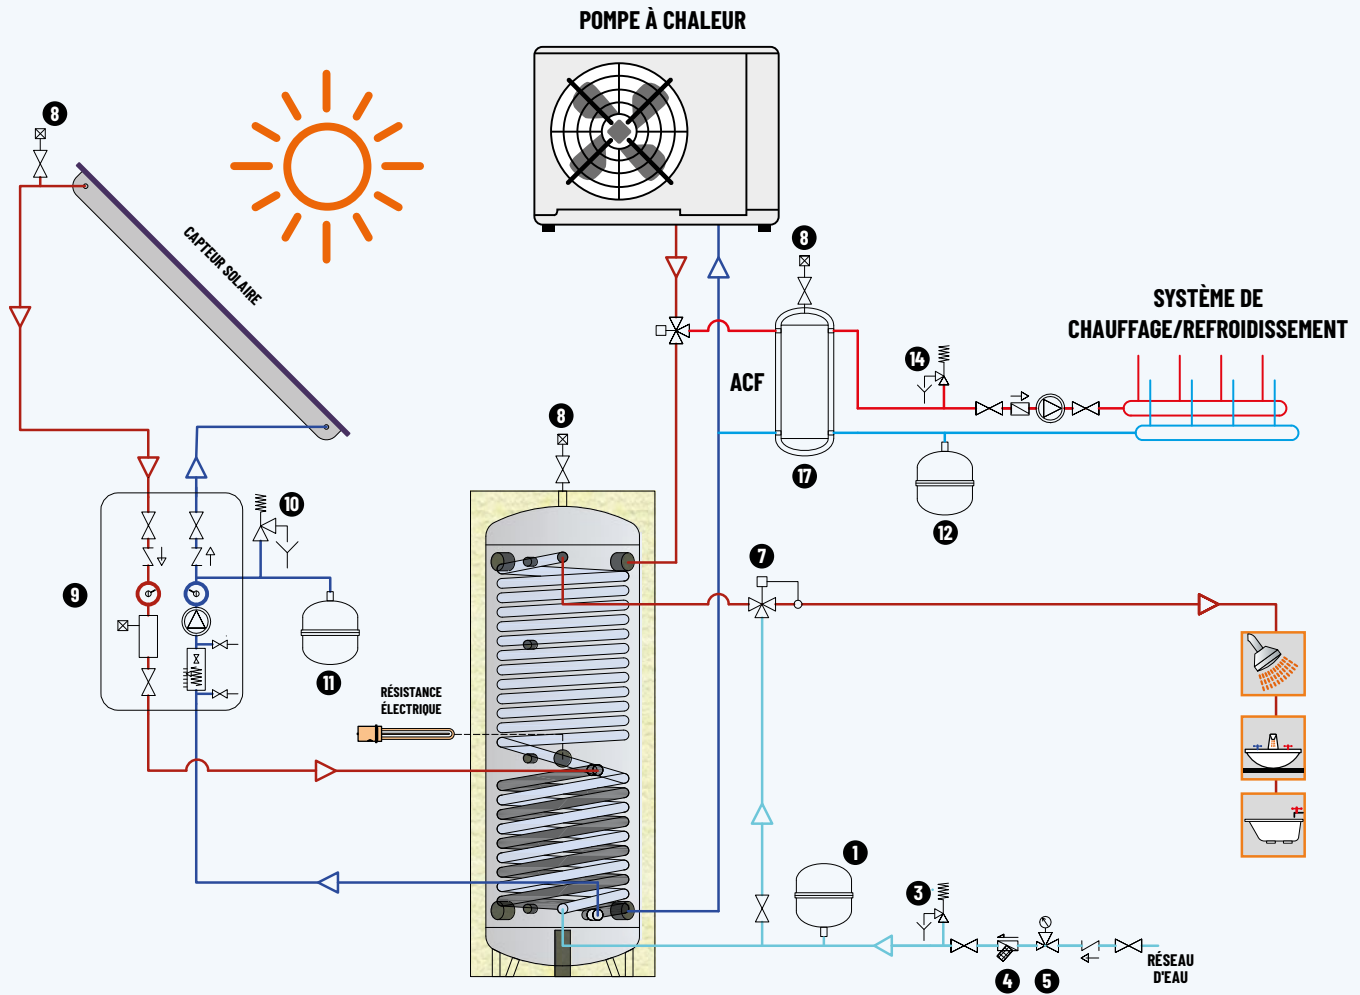 POMPE À CHALEUR
8
CAPTEUR SOLAIRE
8
SYSTÈME DE
CHAUFFAGE/REFROIDISSEMENT
14
ACF
8
17
10
12
7
9
11
RÉSISTANCE
ÉLECTRIQUE
1
3
RÉSEAU
D'EAU
4
5